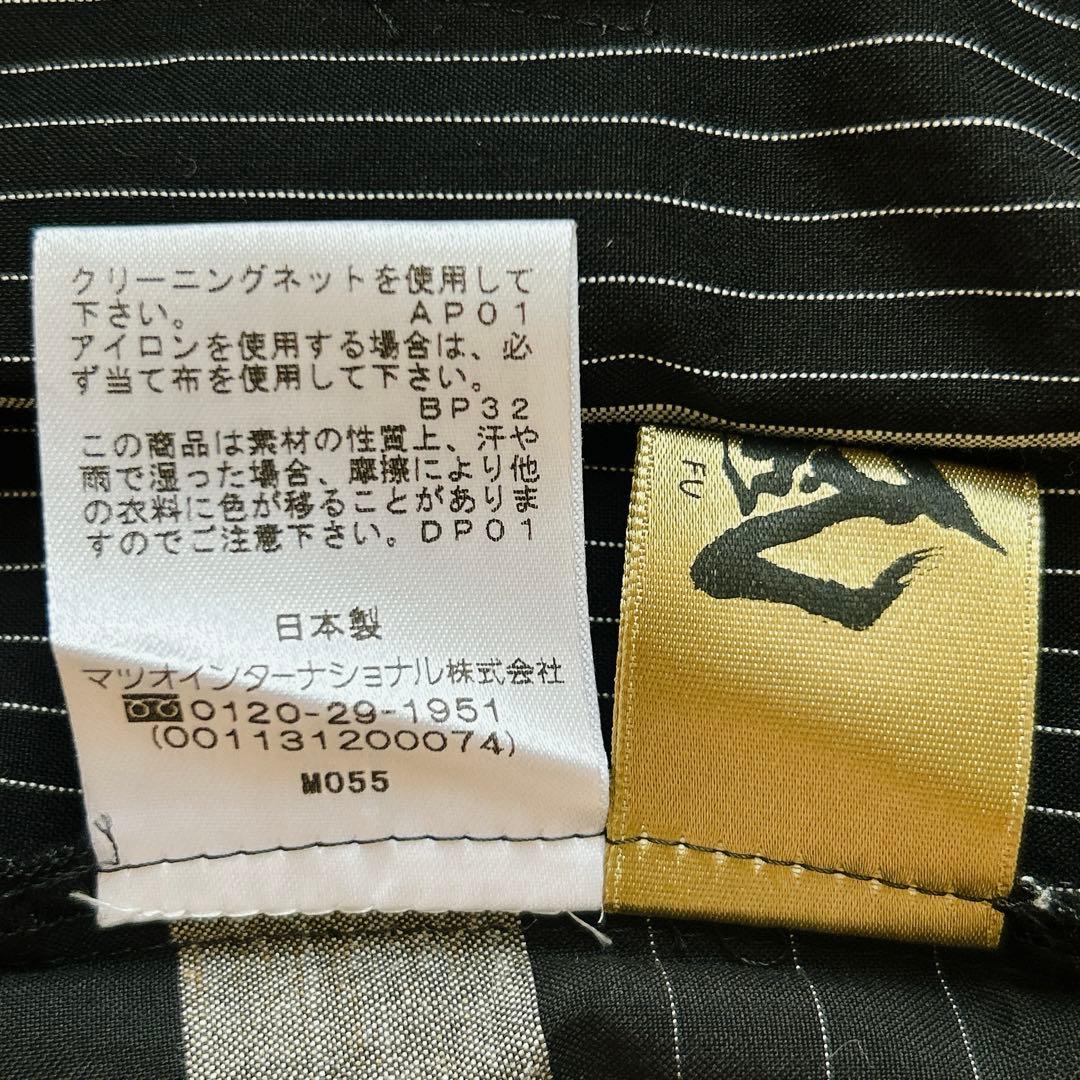 クリーニングネットを使用して
下さい。 AP01
アイロンを使用する場合は、必
ず当て布を使用して下さい。
BP32
この商品は素材の性質上、汗や
雨で湿った場合、摩擦により他
の衣料に色が移ることがありま
すのでご注意下さい。DP01
日本製
マツオインターナショナル株式会社
0120-29-1951
(001131200074)
M055
FU